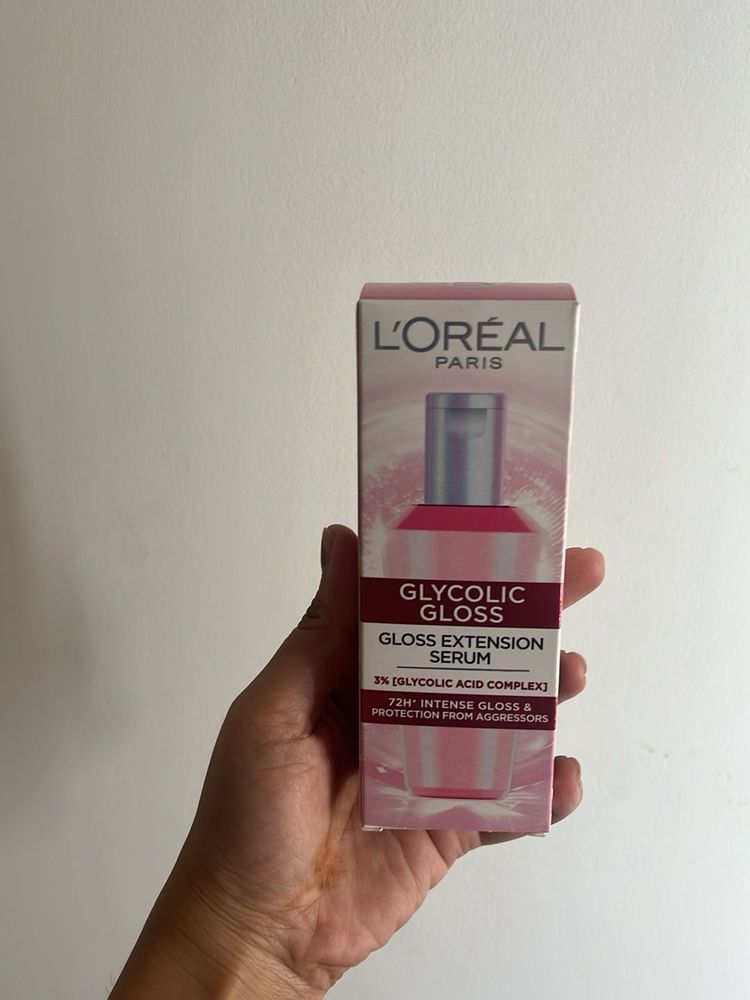 L'ORÉAL
PARIS
GLYCOLIC
GLOSS
GLOSS EXTENSION
SERUM
3% [GLYCOLIC ACID COMPLEX]
72H* INTENSE GLOSS &
PROTECTION FROM AGGRESSORS